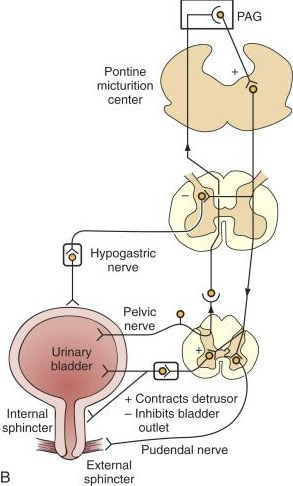 PAG
Pontine
micturition
center
+
−
Hypogastric
nerve
Pelvic
nerve
Urinary
bladder
+
+ Contracts detrusor
− Inhibits bladder
outlet
Internal
sphincter
Pudendal nerve
External
sphincter
B